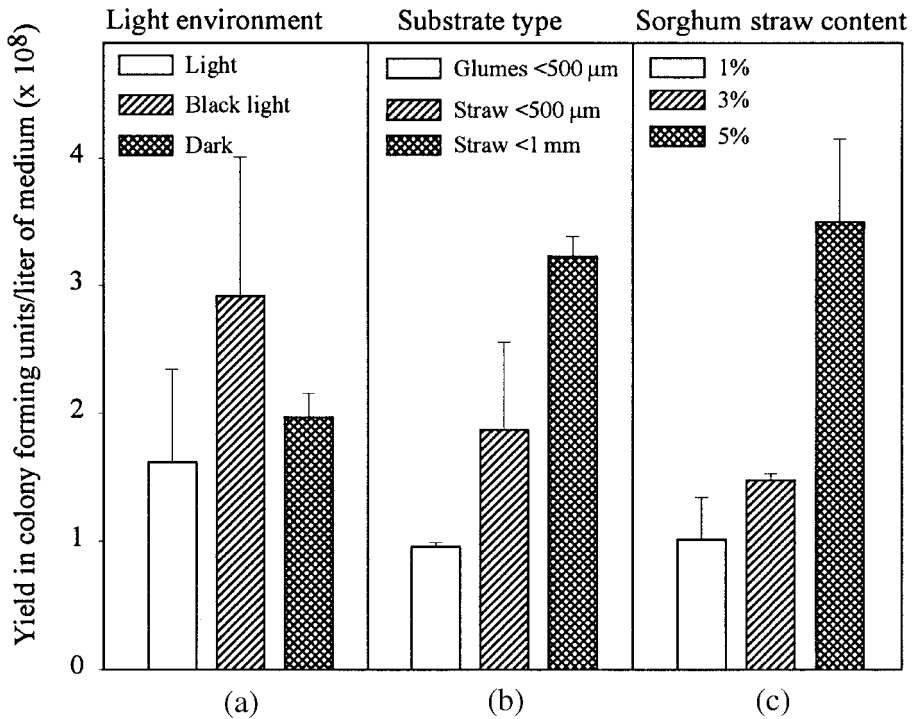 Light environment
Substrate type
Sorghum straw content
Yield in colony forming units/liter of medium (x 10⁸)
4
3
2
1
0
Light
Black light
Dark
Glumes <500 µm
Straw <500 µm
Straw <1 mm
1%
3%
5%
(a)
(b)
(c)